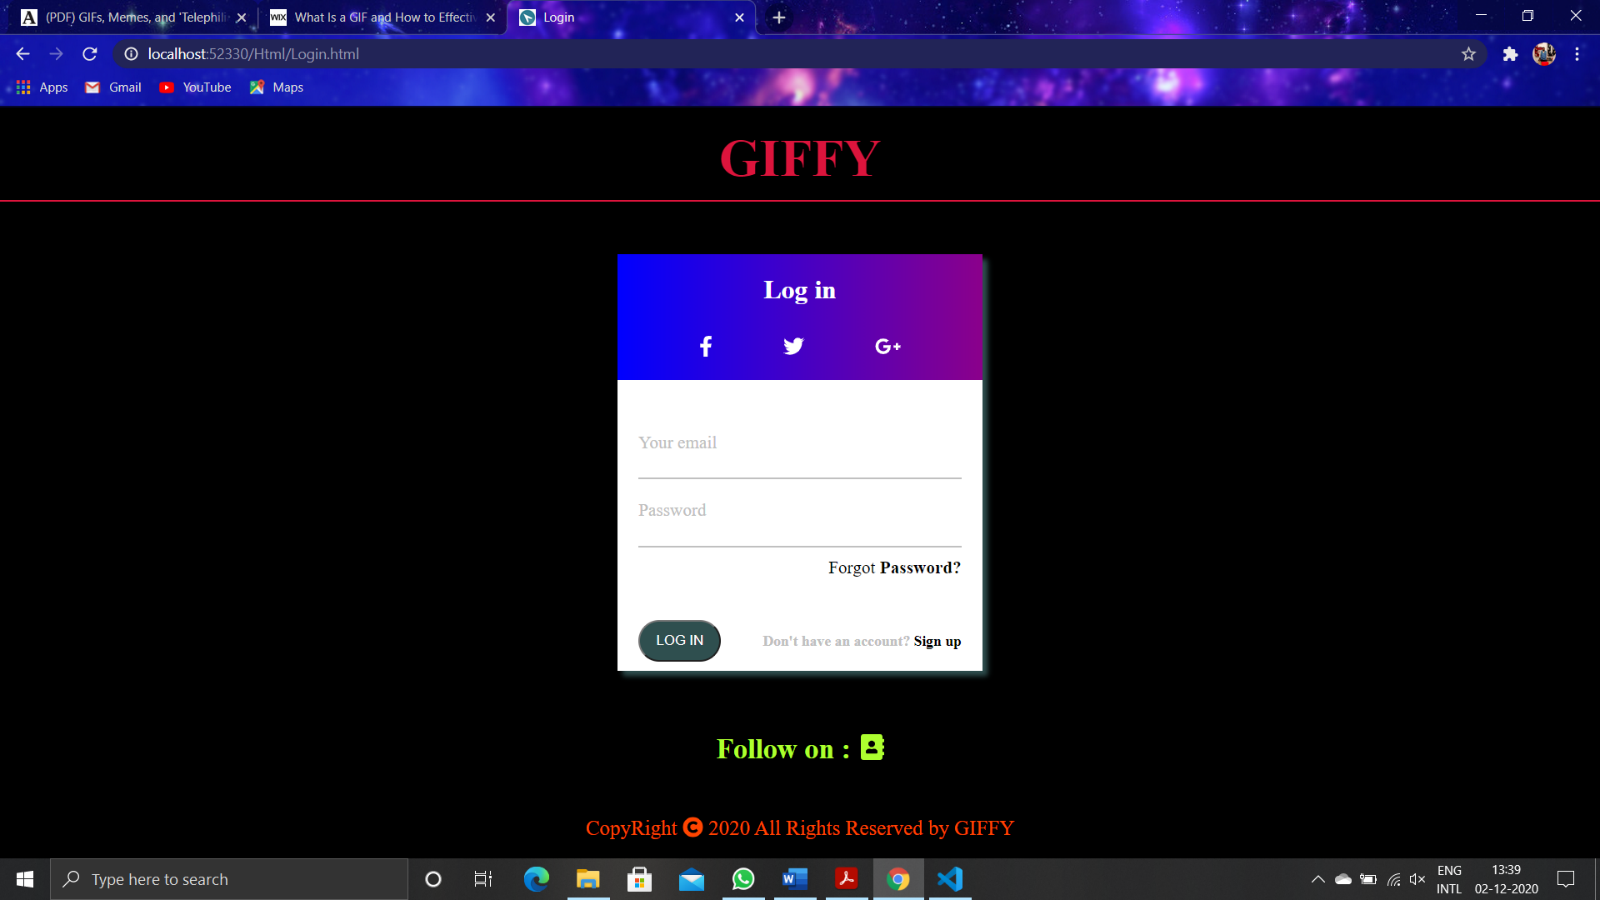 (PDF) GIFs, Memes, and 'Telephili
What Is a GIF and How to Effectiv
Login
localhost:52330/Html/Login.html
Apps Gmail YouTube Maps
GIFFY
Log in
Your email
Password
Forgot Password?
LOG IN
Don't have an account? Sign up
Follow on :
CopyRight © 2020 All Rights Reserved by GIFFY
Type here to search
ENG
INTL
13:39
02-12-2020